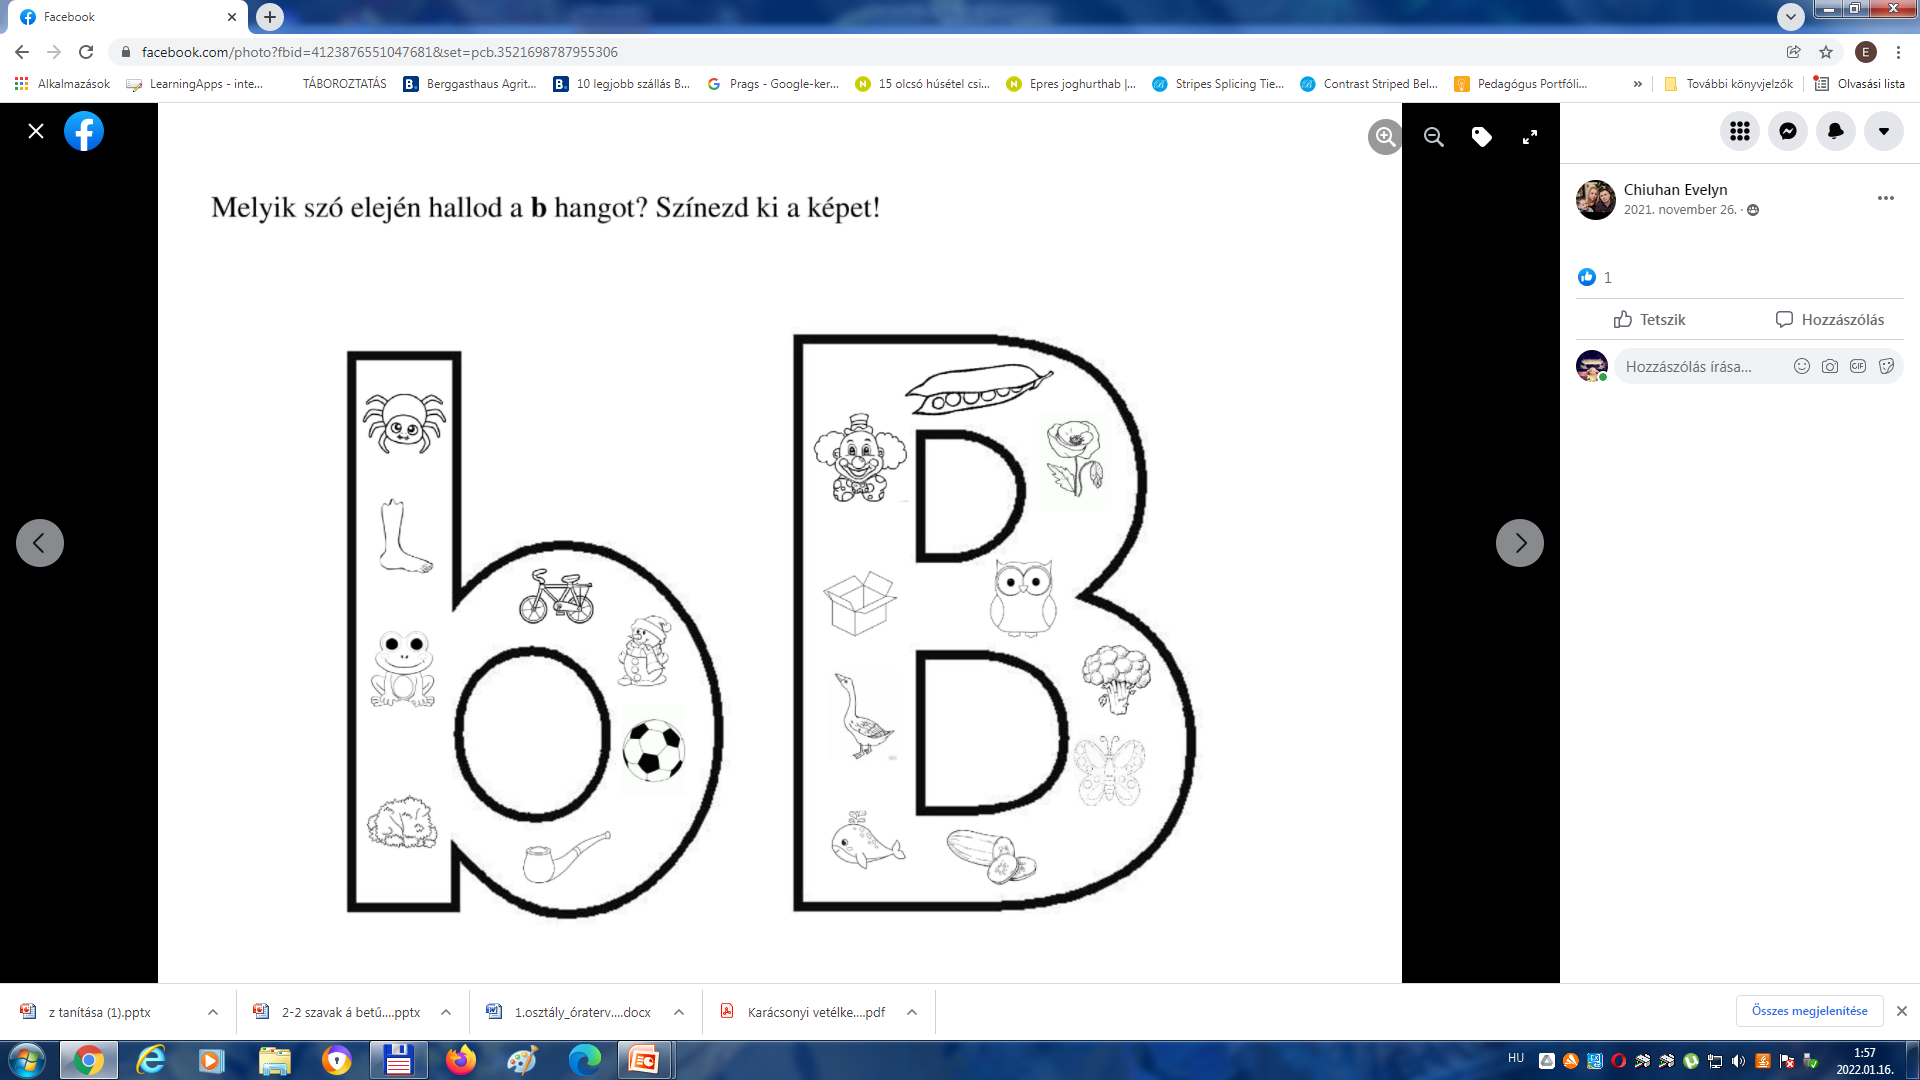 Facebook
facebook.com/photo?fbid=4123876551047681&set=pcb.3521698787955306
E
Alkalmazások
LearningApps - inte...
TÁBOROZTATÁS
Berggasthaus Agrit...
10 legjobb szállás B...
Prags - Google-ker...
15 olcsó húsétel csi...
Epres joghurthab |...
Stripes Splicing Tie...
Contrast Striped Bel...
Pedagógus Portfóli...
»
További könyvjelzők
Olvasási lista
Melyik szó elején hallod a b hangot? Színezd ki a képet!
b B
Chiuhan Evelyn
2021. november 26. ·
1
Tetszik
Hozzászólás
Hozzászólás írása...
GIF
z tanítása (1).pptx
2-2 szavak á betű....pptx
1.osztály_óraterv....docx
Karácsonyi vetélke....pdf
Összes megjelenítése
HU
1:57
2022.01.16.